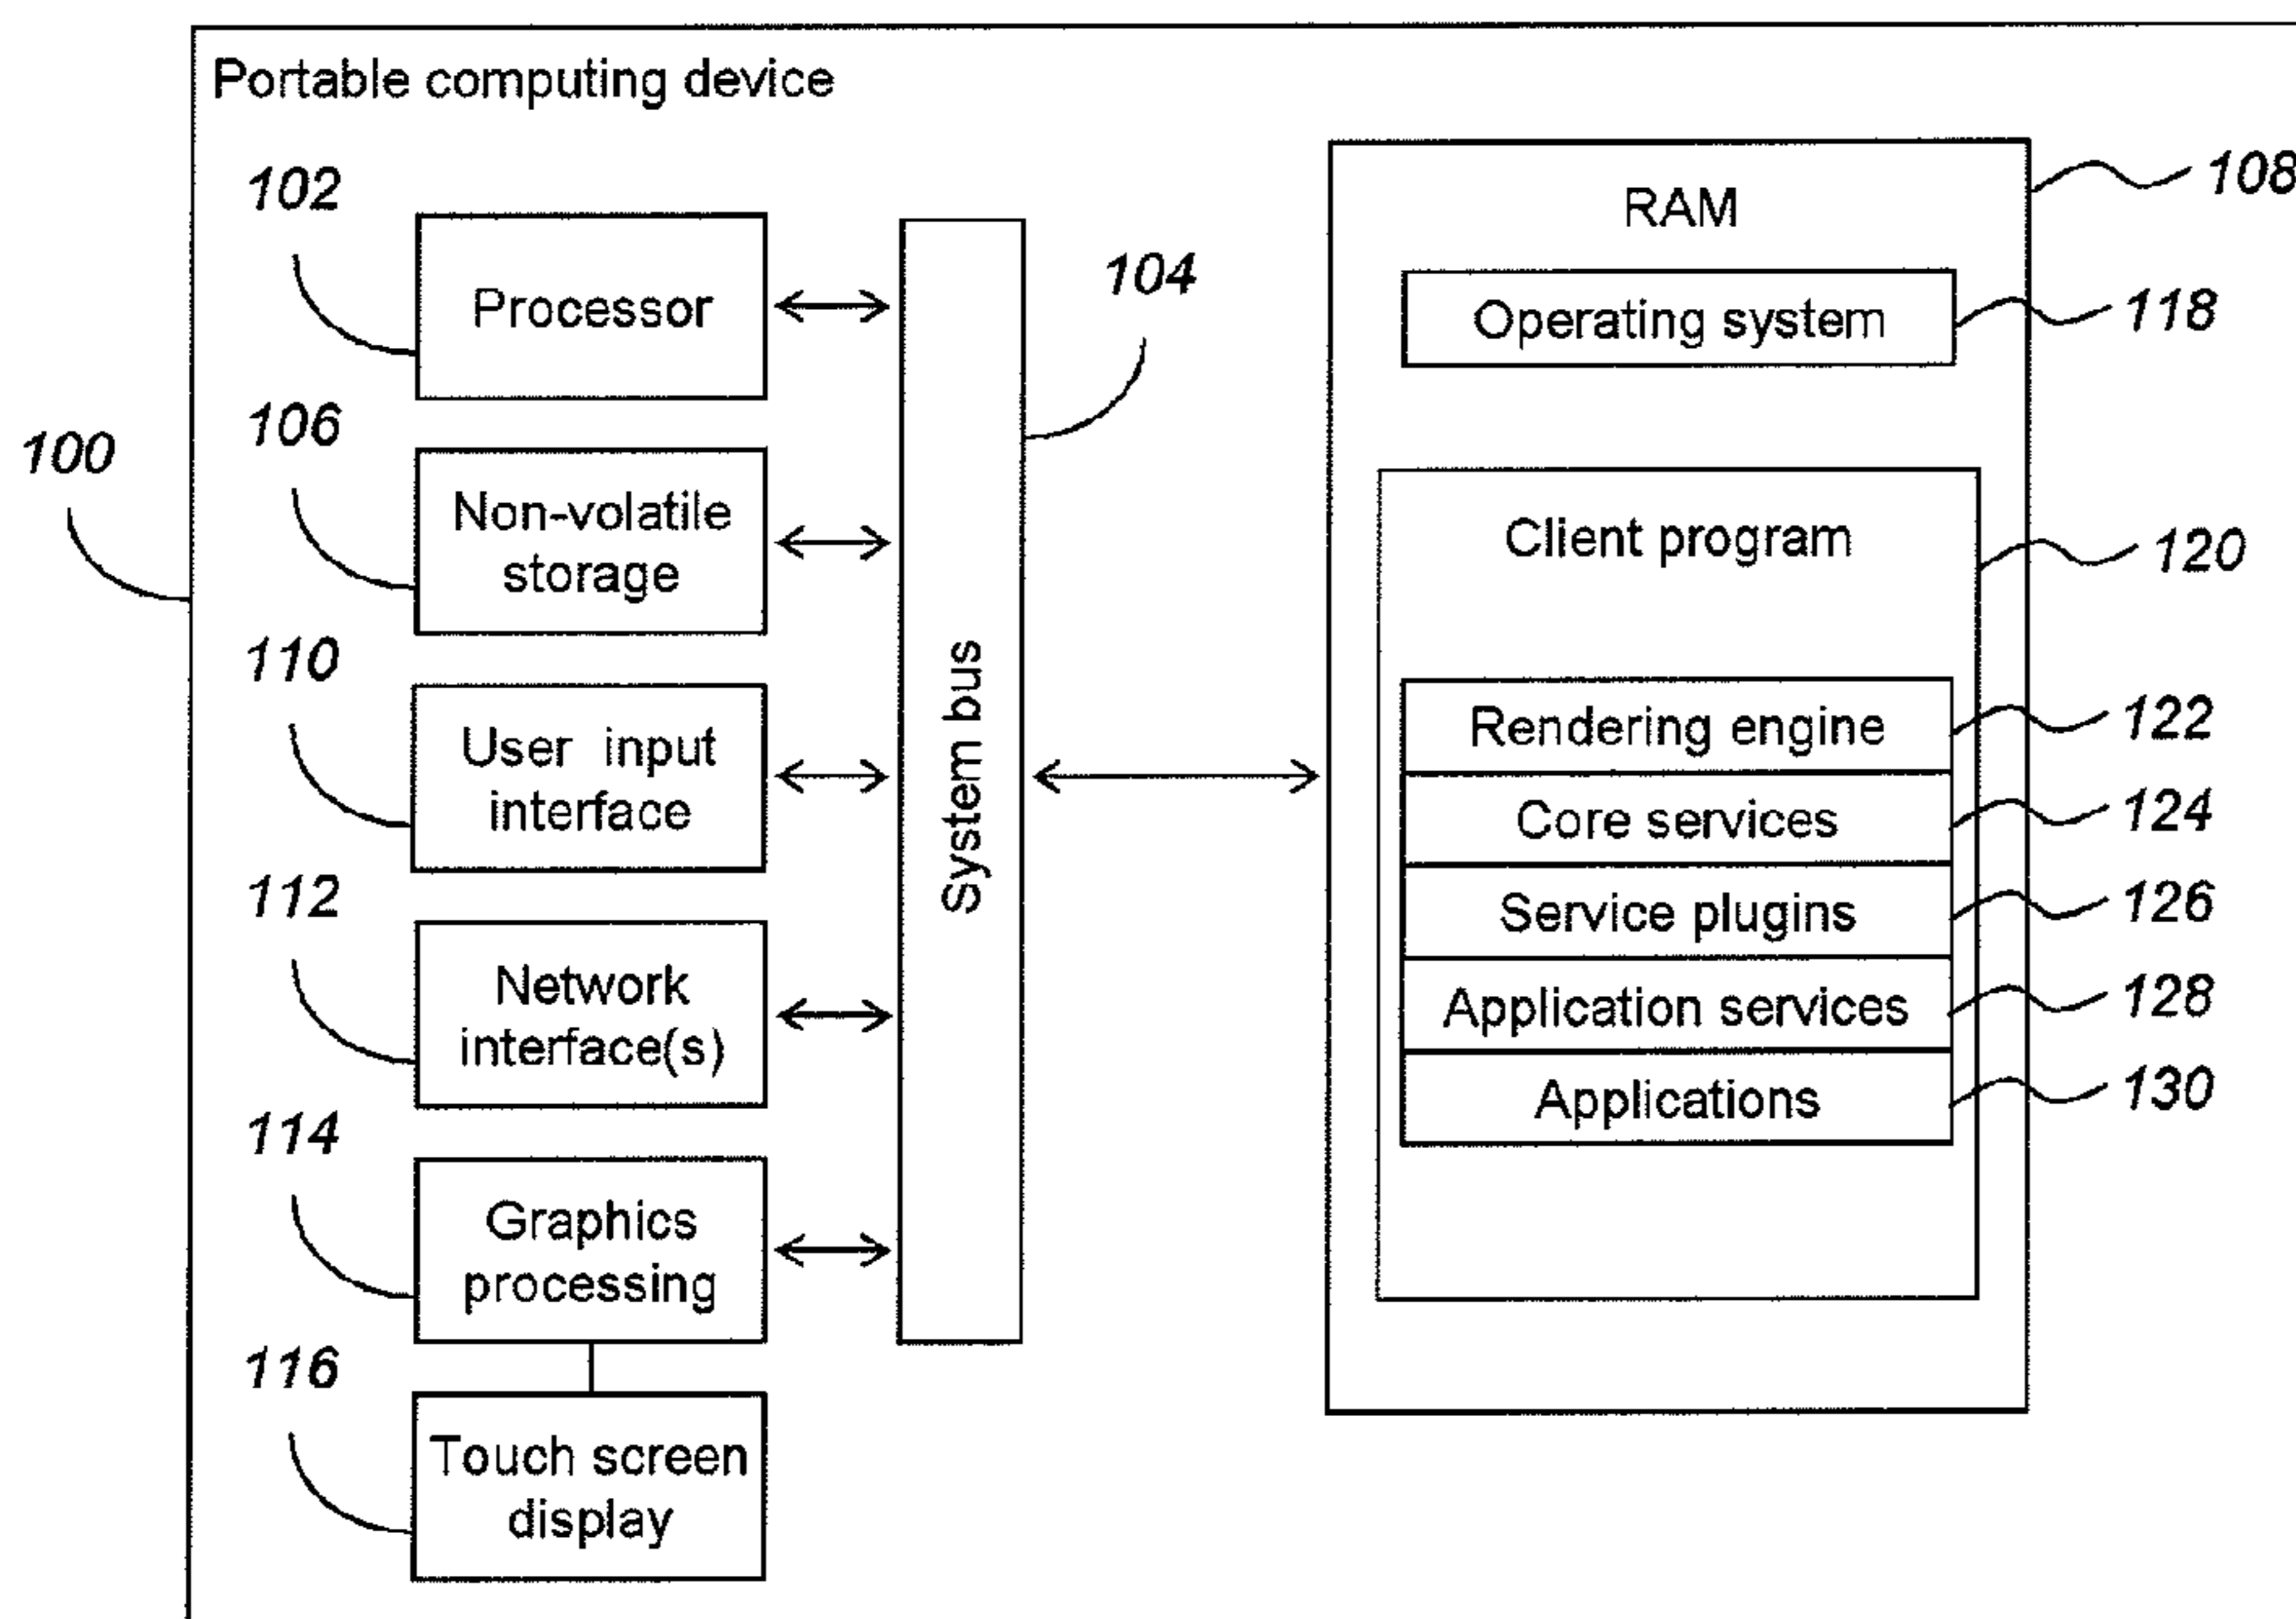 Portable computing device
102
Processor
106
Non-volatile
storage
100
110
User input
interface
112
Network
interface(s)
114
Graphics
processing
116
Touch screen
display
System bus
104
RAM
108
Operating system
118
Client program
120
Rendering engine
122
Core services
124
Service plugins
126
Application services
128
Applications
130